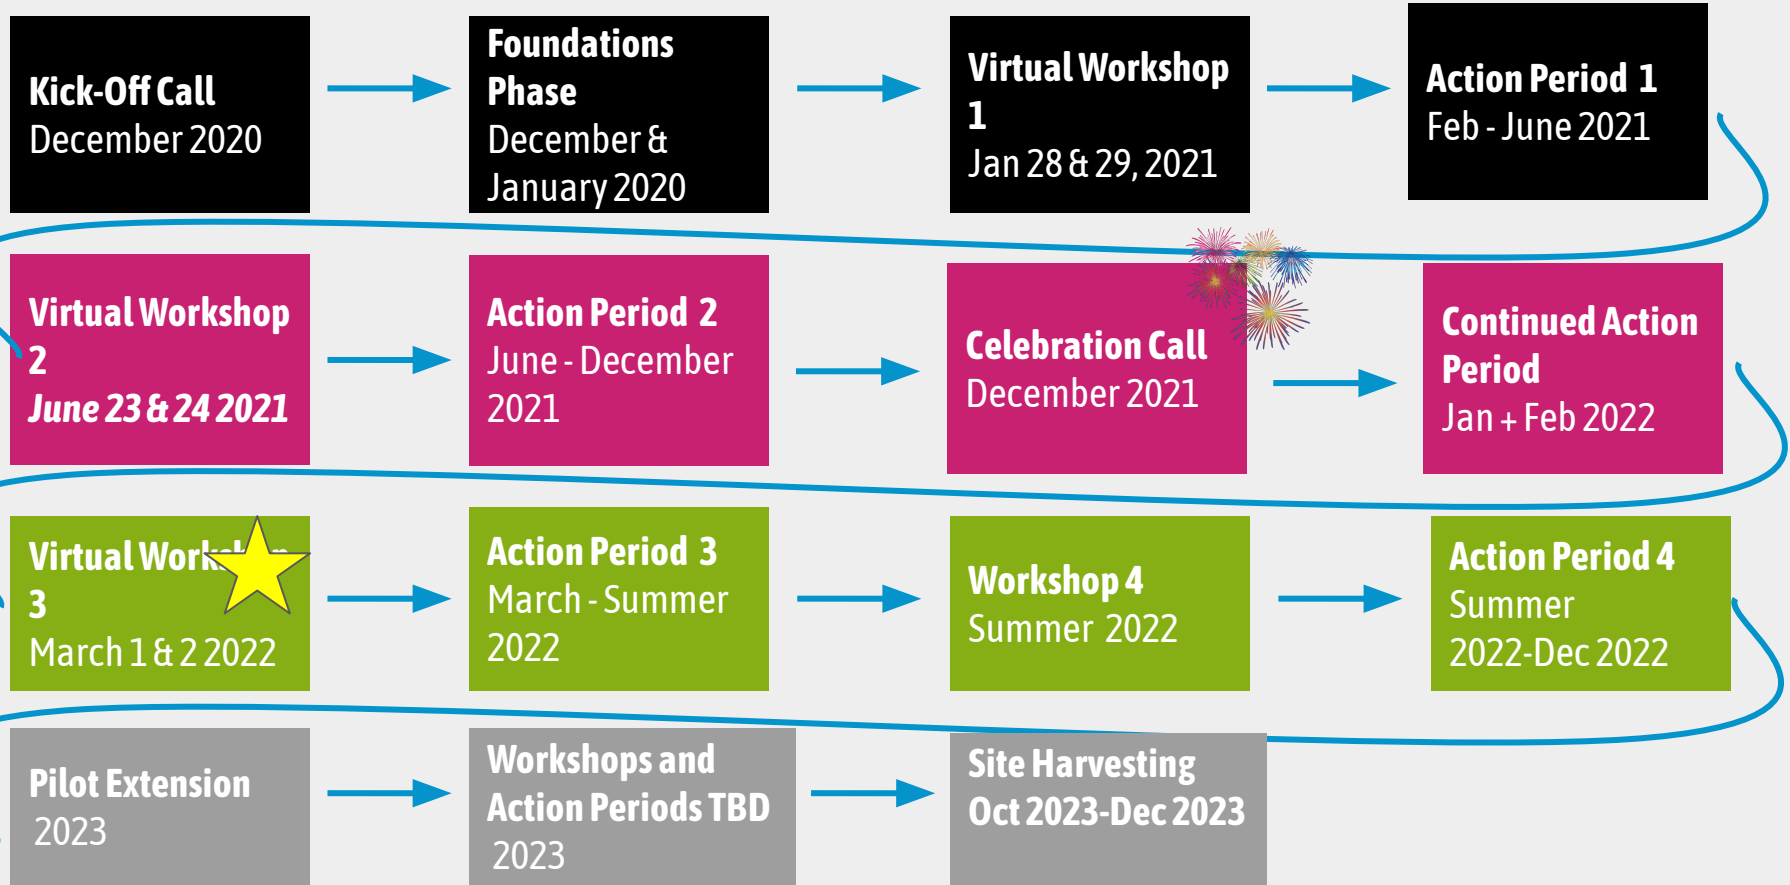 Kick-Off Call
December 2020
Foundations
Phase
December &
January 2020
Virtual Workshop
1
Jan 28 & 29, 2021
Action Period 1
Feb - June 2021
Virtual Workshop
2
June 23 & 24 2021
Action Period 2
June - December
2021
Celebration Call
December 2021
Continued Action
Period
Jan + Feb 2022
Virtual Workshop
3
March 1 & 2 2022
Action Period 3
March - Summer
2022
Workshop 4
Summer 2022
Action Period 4
Summer
2022-Dec 2022
Pilot Extension
2023
Workshops and
Action Periods TBD
2023
Site Harvesting
Oct 2023-Dec 2023